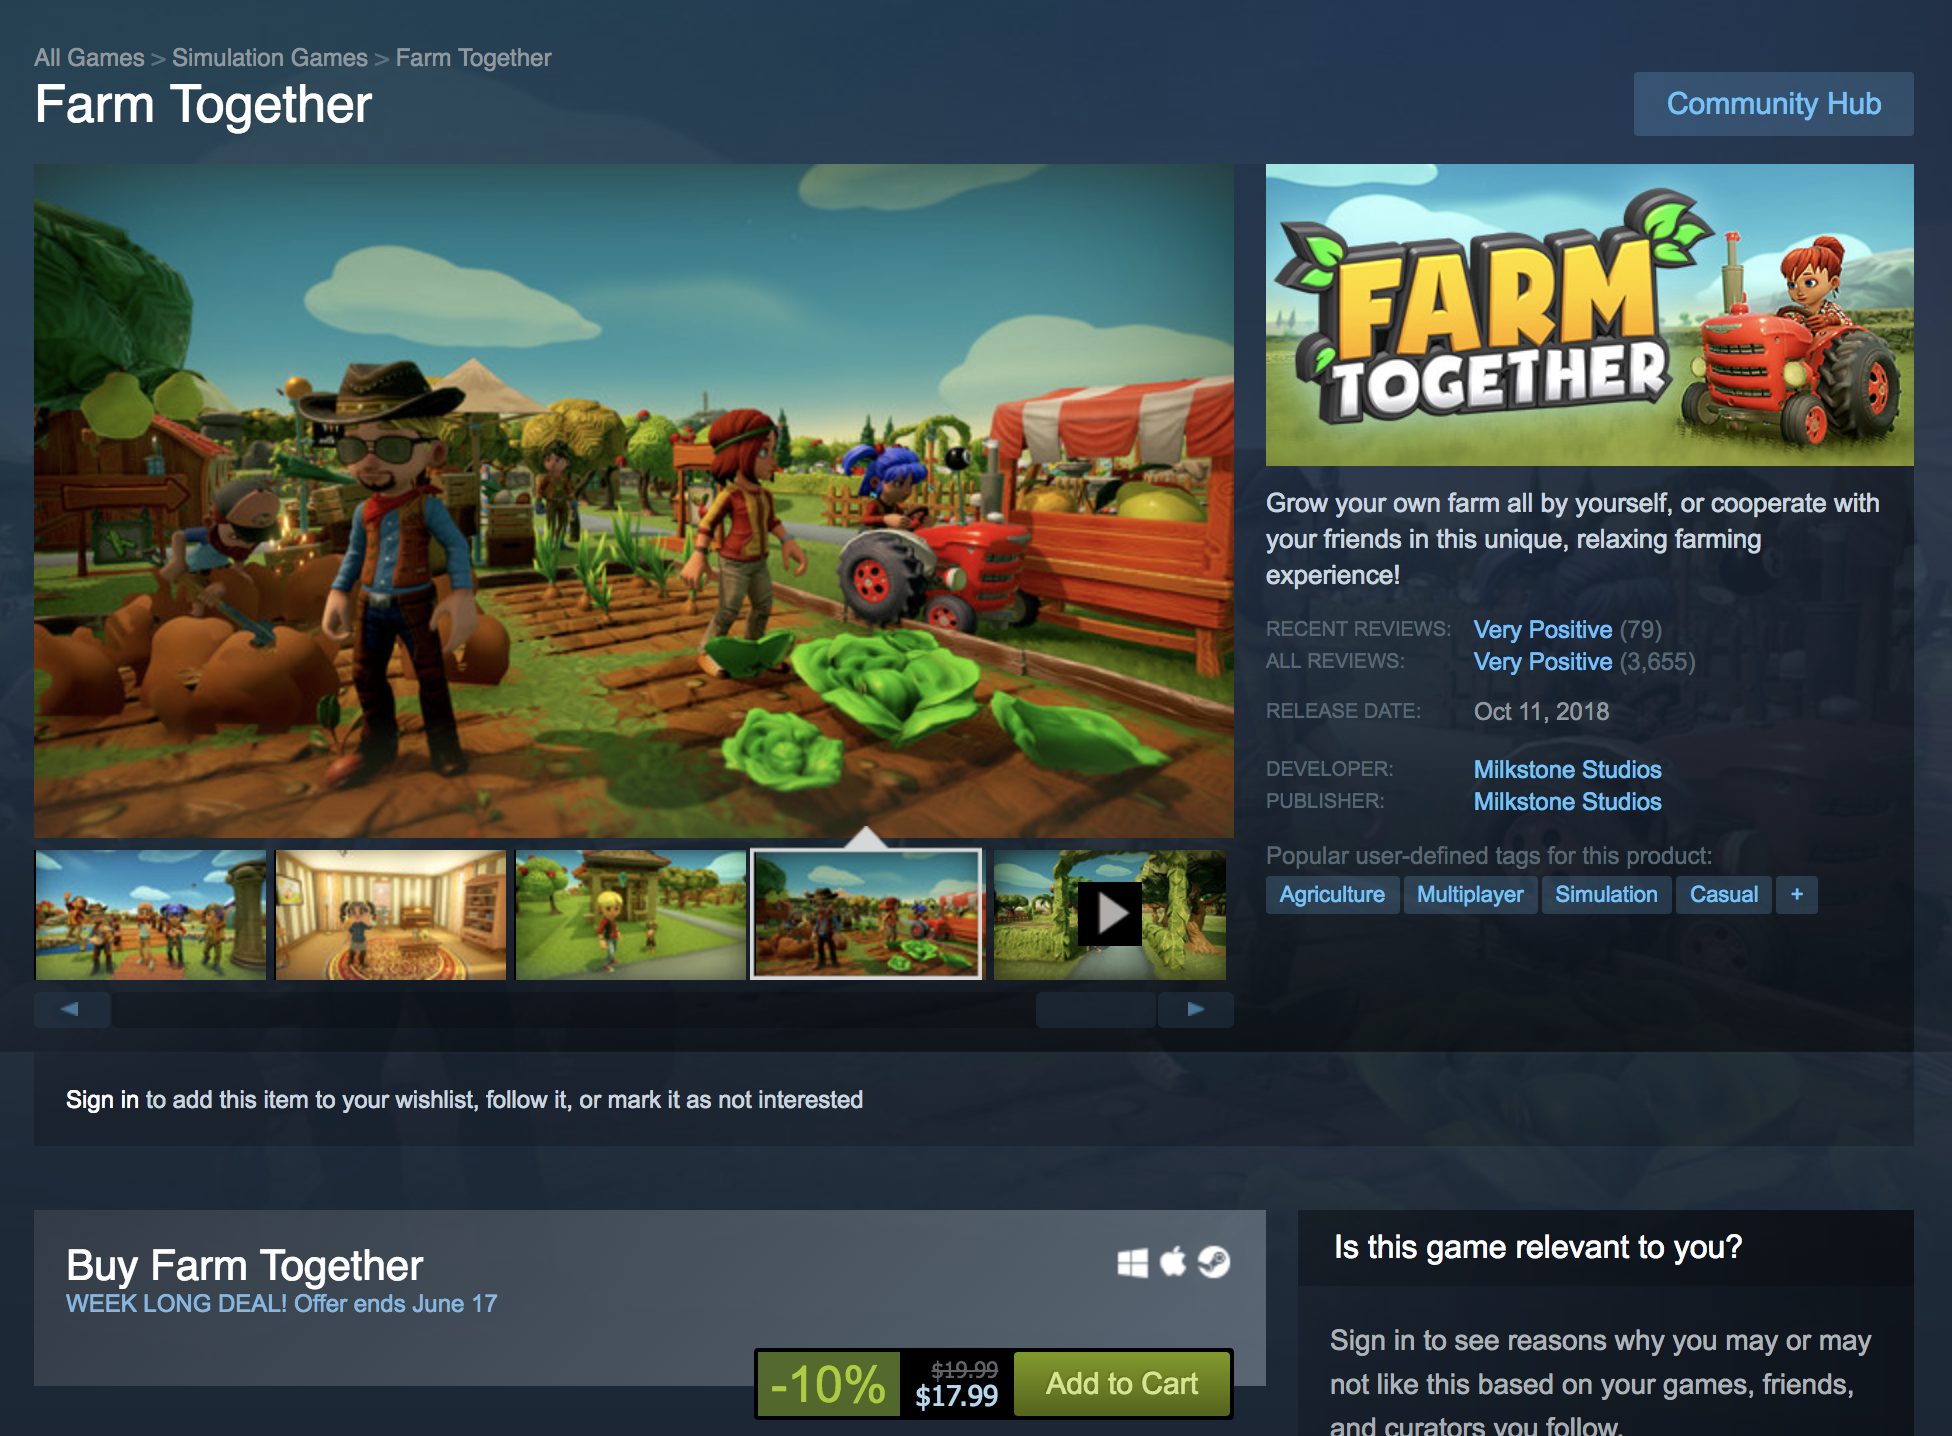 All Games > Simulation Games > Farm Together
Farm Together
Community Hub
FARM
TOGETHER
Grow your own farm all by yourself, or cooperate with
your friends in this unique, relaxing farming
experience!
RECENT REVIEWS: Very Positive (79)
ALL REVIEWS: Very Positive (3,655)
RELEASE DATE: Oct 11, 2018
DEVELOPER: Milkstone Studios
PUBLISHER: Milkstone Studios
Popular user-defined tags for this product:
Agriculture Multiplayer Simulation Casual +
Sign in to add this item to your wishlist, follow it, or mark it as not interested
Buy Farm Together
WEEK LONG DEAL! Offer ends June 17
-10% $19.99
$17.99
Add to Cart
Is this game relevant to you?
Sign in to see reasons why you may or may
not like this based on your games, friends,
and curators you follow.